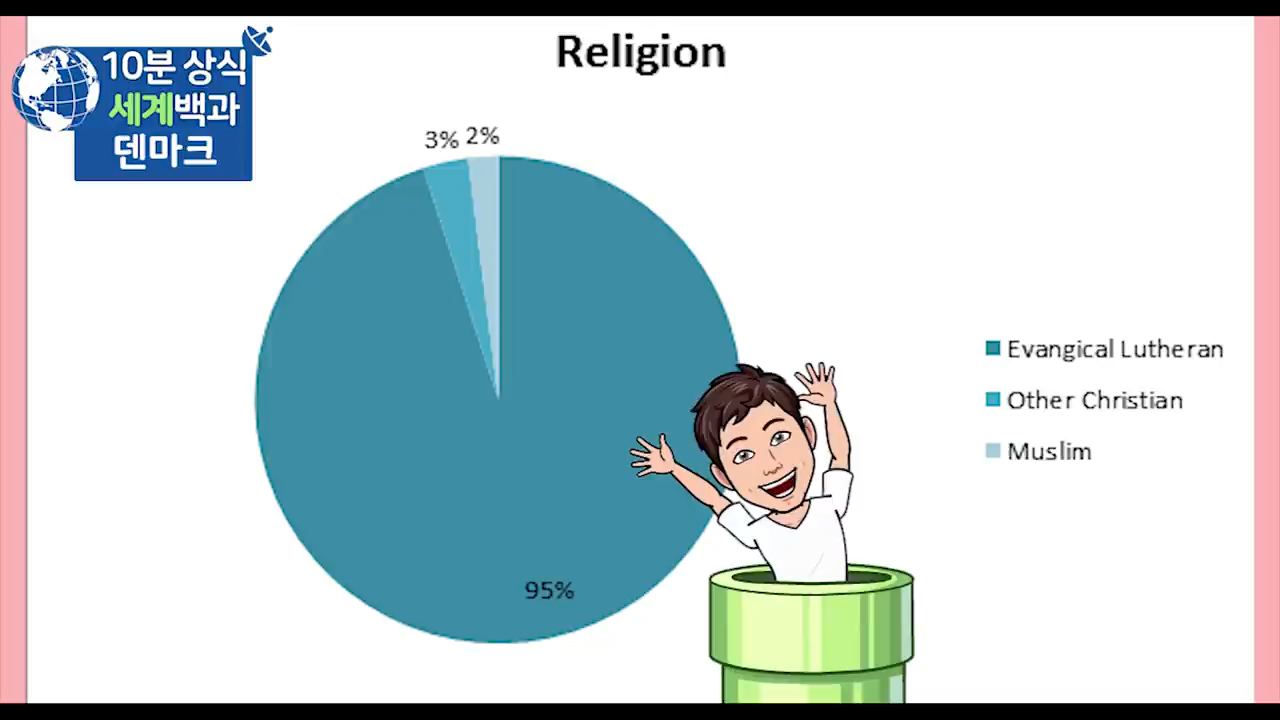 10분 상식
세계백과
덴마크
Religion
3% 2%
95%
Evangical Lutheran
Other Christian
Muslim